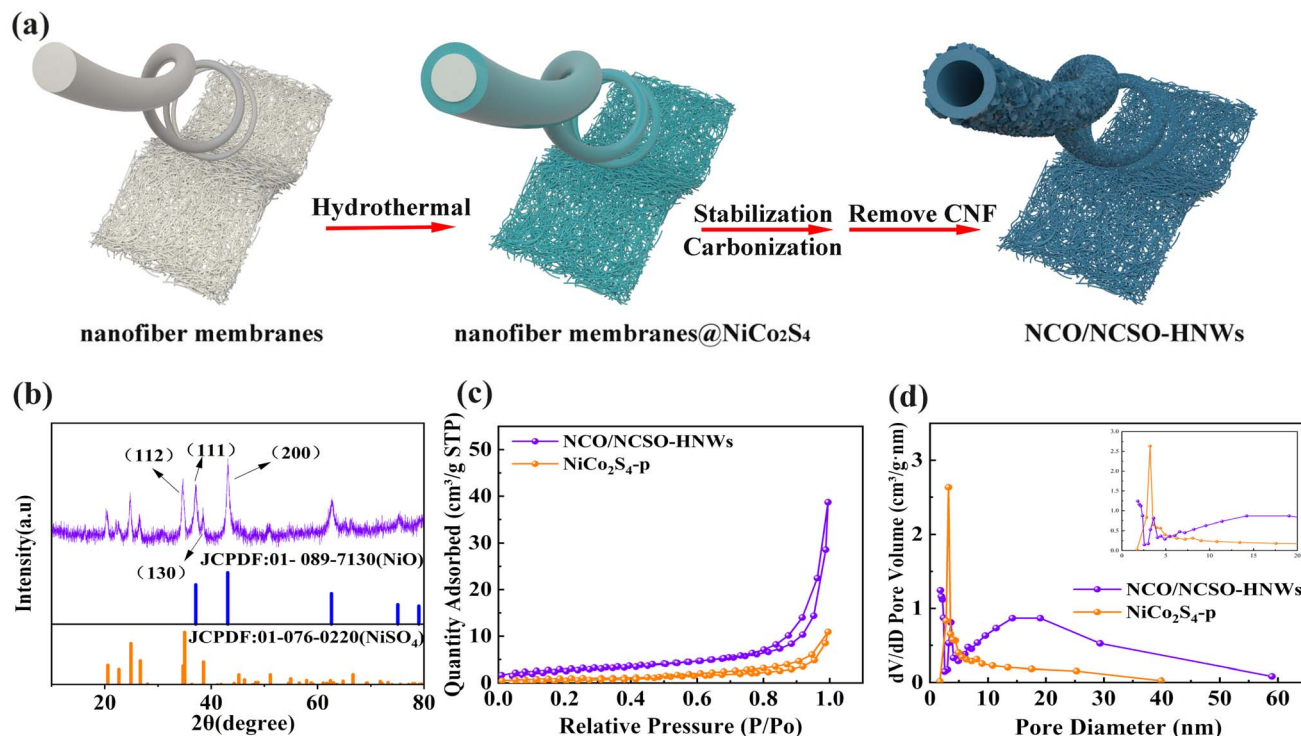 (a)
Hydrothermal
Stabilization
Carbonization
Remove CNF
nanofiber membranes
nanofiber membranes@NiCo₂S₄
NCO/NCSO-HNWs
(b)
Intensity(a.u)
(112)
(111)
(200)
(130)
JCPDF:01- 089-7130(NiO)
JCPDF:01-076-0220(NiSO₄)
20 40 60 80
2θ(degree)
(c)
Quantity Adsorbed (cm³/g STP)
50
40
30
20
10
0
NCO/NCSO-HNWs
NiCo₂S₄-p
0.0 0.2 0.4 0.6 0.8 1.0
Relative Pressure (P/Po)
(d)
dV/dD Pore Volume (cm³/g·nm)
3
2
1
0
3.0
2.5
2.0
1.5
1.0
0.5
0.0
0 5 10 15 20
NCO/NCSO-HNWs
NiCo₂S₄-p
0 10 20 30 40 50 60
Pore Diameter (nm)